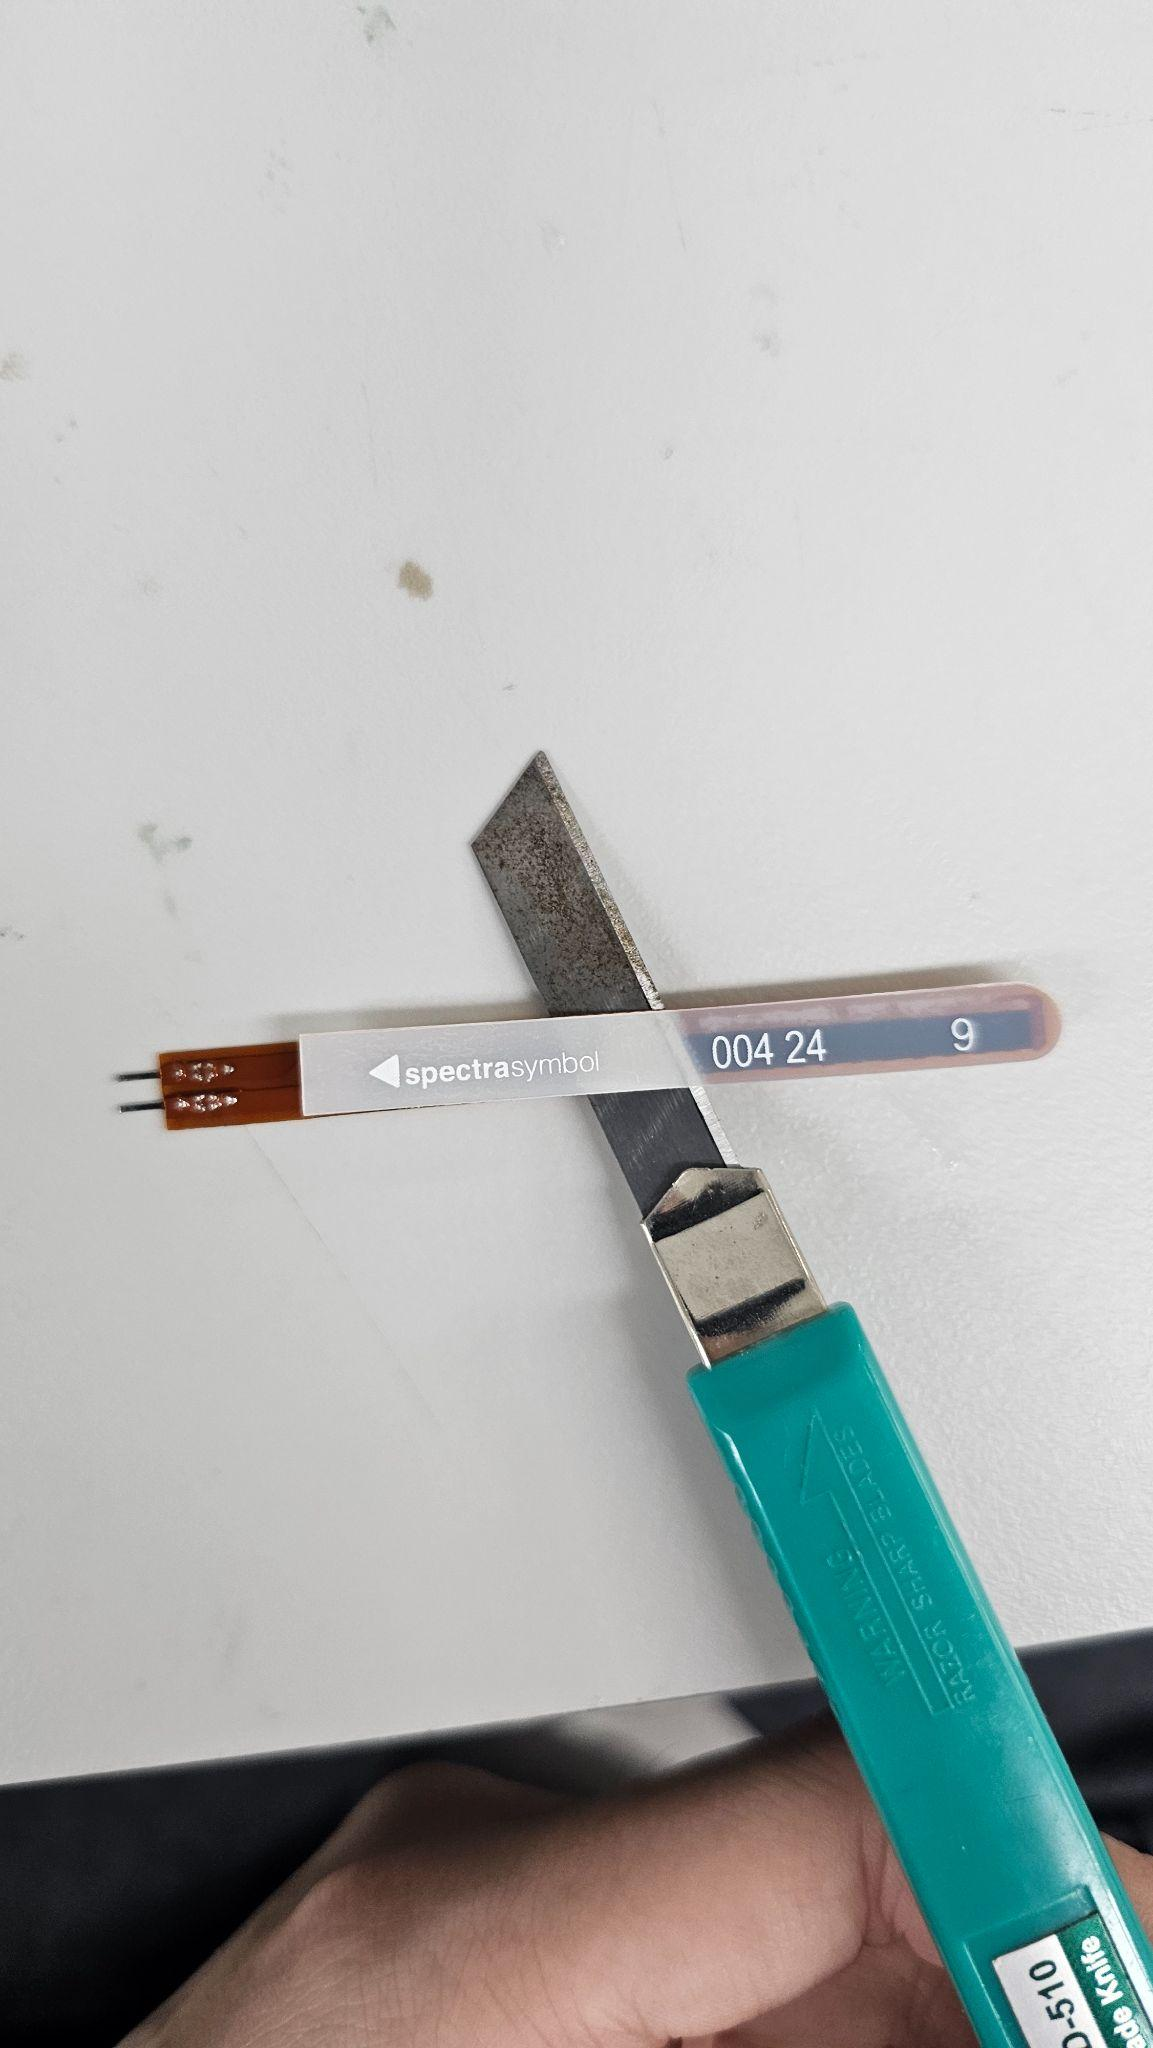 spectrasymbol
004 24 9
WARNING
RAZOR SHARP BLADES
D-510
ade Knife